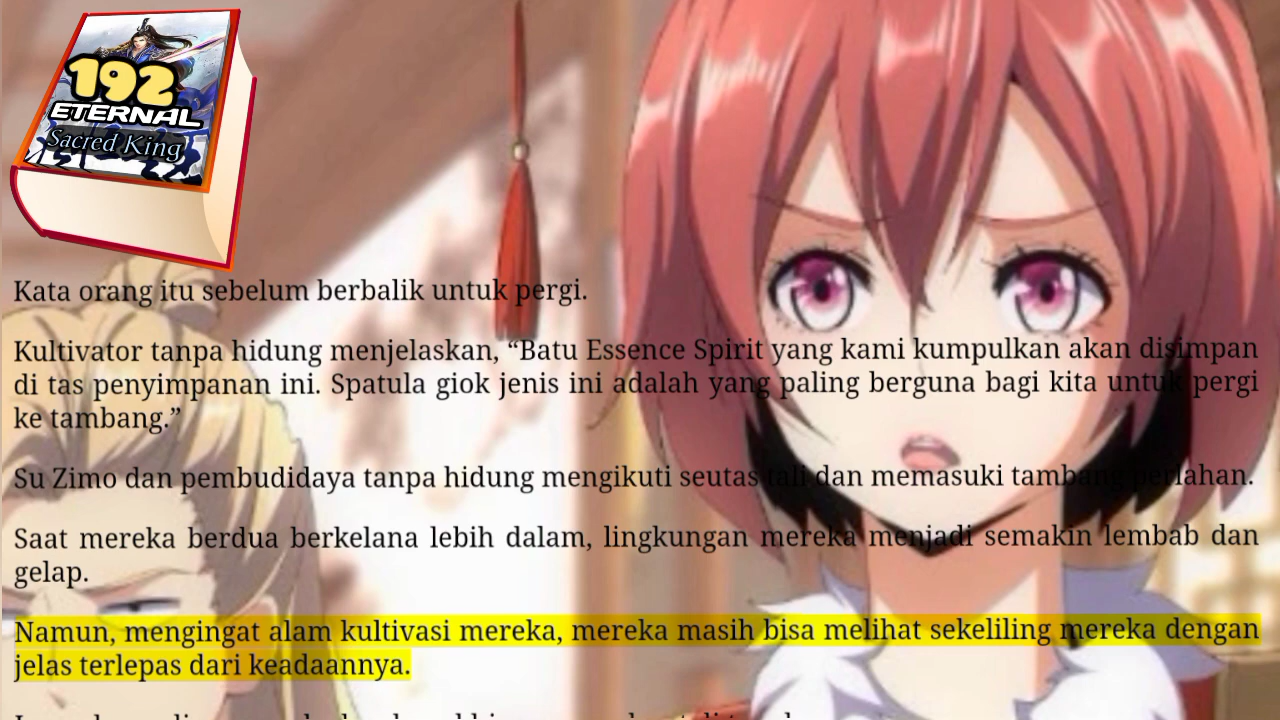 192
ETERNAL
Sacred King
Kata orang itu sebelum berbalik untuk pergi.
Kultivator tanpa hidung menjelaskan, “Batu Essence Spirit yang kami kumpulkan akan disimpan
di tas penyimpanan ini. Spatula giok jenis ini adalah yang paling berguna bagi kita untuk pergi
ke tambang.”
Su Zimo dan pembudidaya tanpa hidung mengikuti seutas tali dan memasuki tambang perlahan.
Saat mereka berdua berkelana lebih dalam, lingkungan mereka menjadi semakin lembab dan
gelap.
Namun, mengingat alam kultivasi mereka, mereka masih bisa melihat sekeliling mereka dengan
jelas terlepas dari keadaannya.